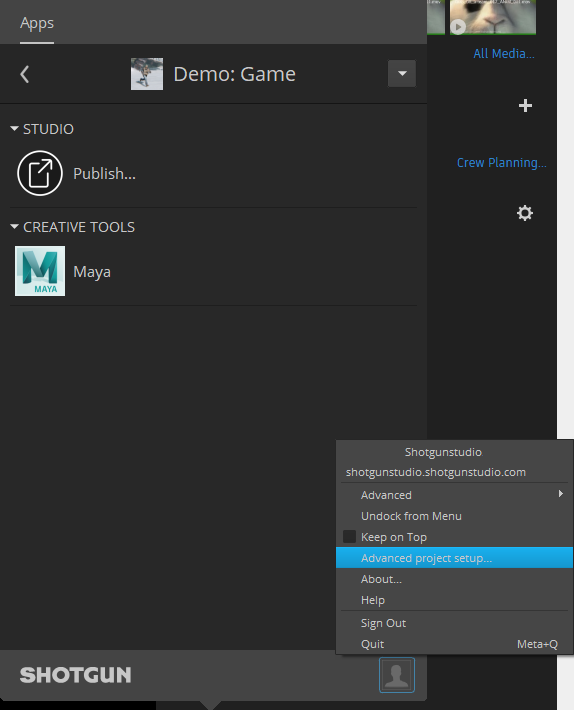 Apps
Demo: Game
STUDIO
Publish...
CREATIVE TOOLS
MAYA
Maya
All Media...
Crew Planning...
Shotgunstudio
shotgunstudio.shotgunstudio.com
Advanced
Undock from Menu
Keep on Top
Advanced project setup...
About...
Help
Sign Out
Quit Meta+Q
SHOTGUN